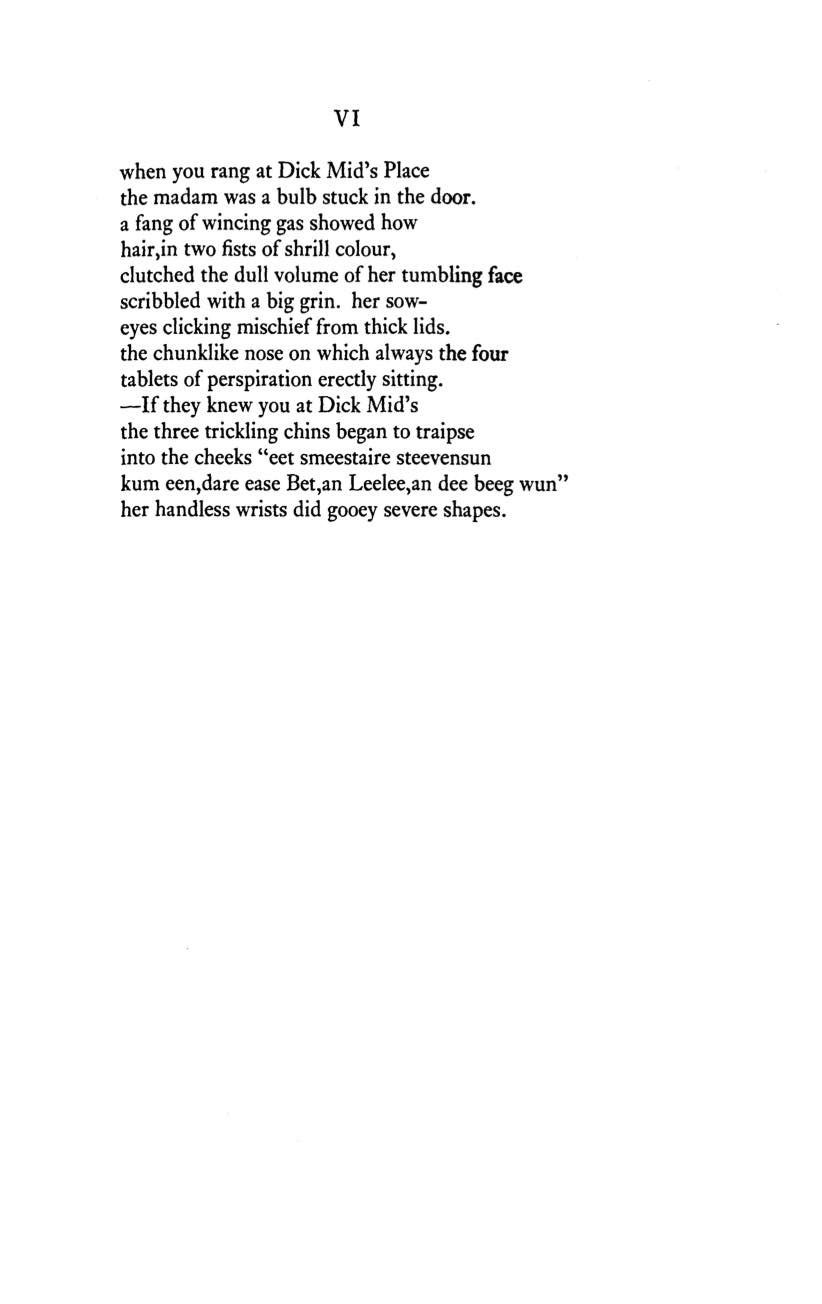 VI
when you rang at Dick Mid's Place
the madam was a bulb stuck in the door.
a fang of wincing gas showed how
hair,in two fists of shrill colour,
clutched the dull volume of her tumbling face
scribbled with a big grin. her sow-
eyes clicking mischief from thick lids.
the chunklike nose on which always the four
tablets of perspiration erectly sitting.
—If they knew you at Dick Mid's
the three trickling chins began to traipse
into the cheeks “eet smeestaire steevensun
kum een,dare ease Bet,an Leelee,an dee beeg wun”
her handless wrists did gooey severe shapes.